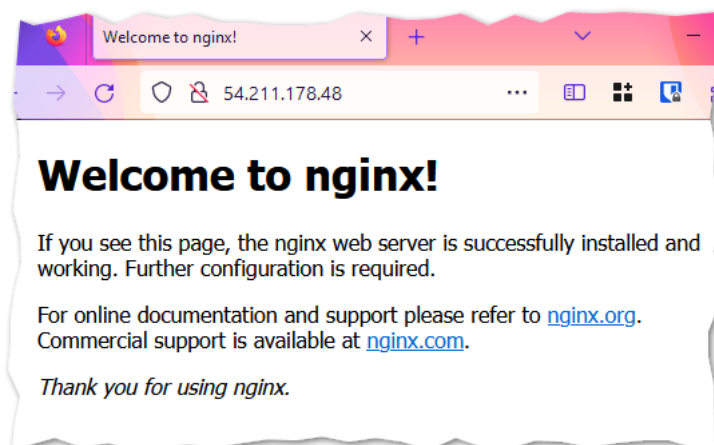 Welcome to nginx!
54.211.178.48
Welcome to nginx!
If you see this page, the nginx web server is successfully installed and
working. Further configuration is required.
For online documentation and support please refer to nginx.org.
Commercial support is available at nginx.com.
Thank you for using nginx.